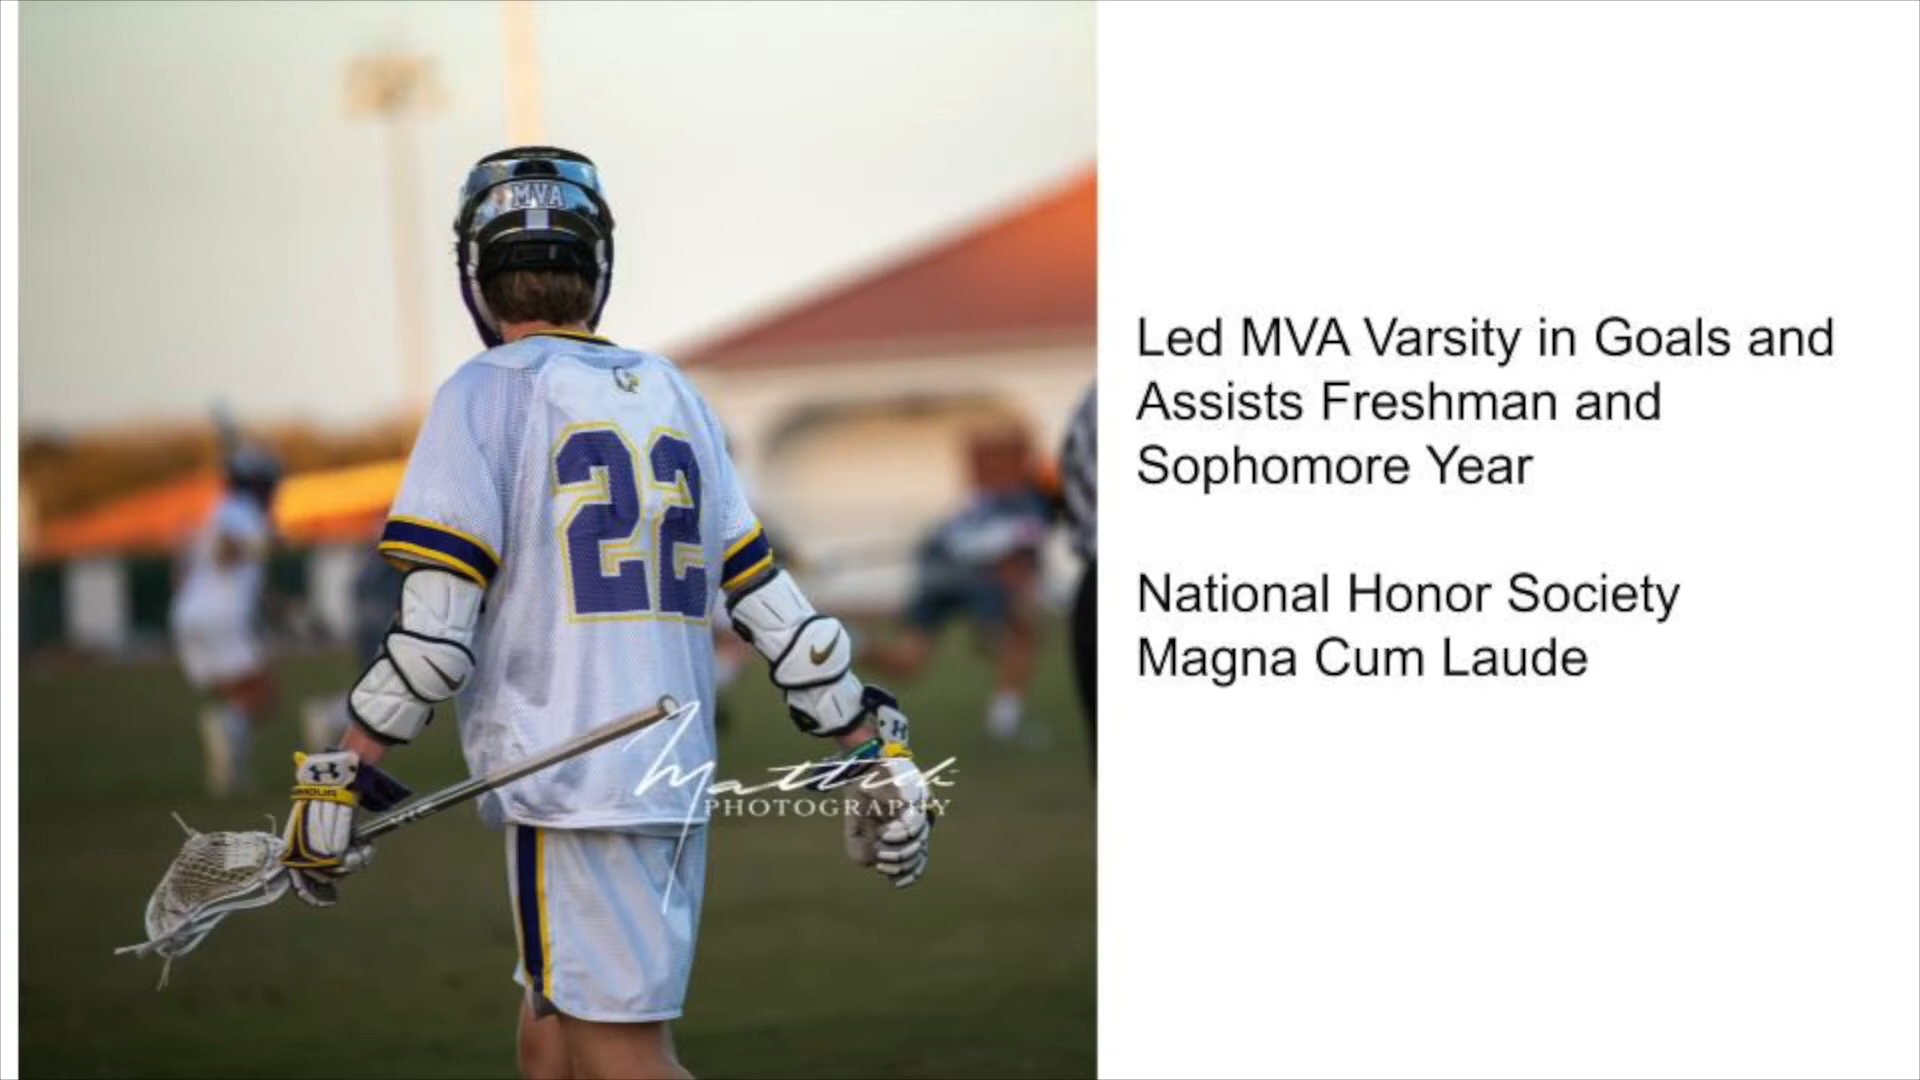 MVA
22
Mattick
PHOTOGRAPHY
Led MVA Varsity in Goals and
Assists Freshman and
Sophomore Year
National Honor Society
Magna Cum Laude